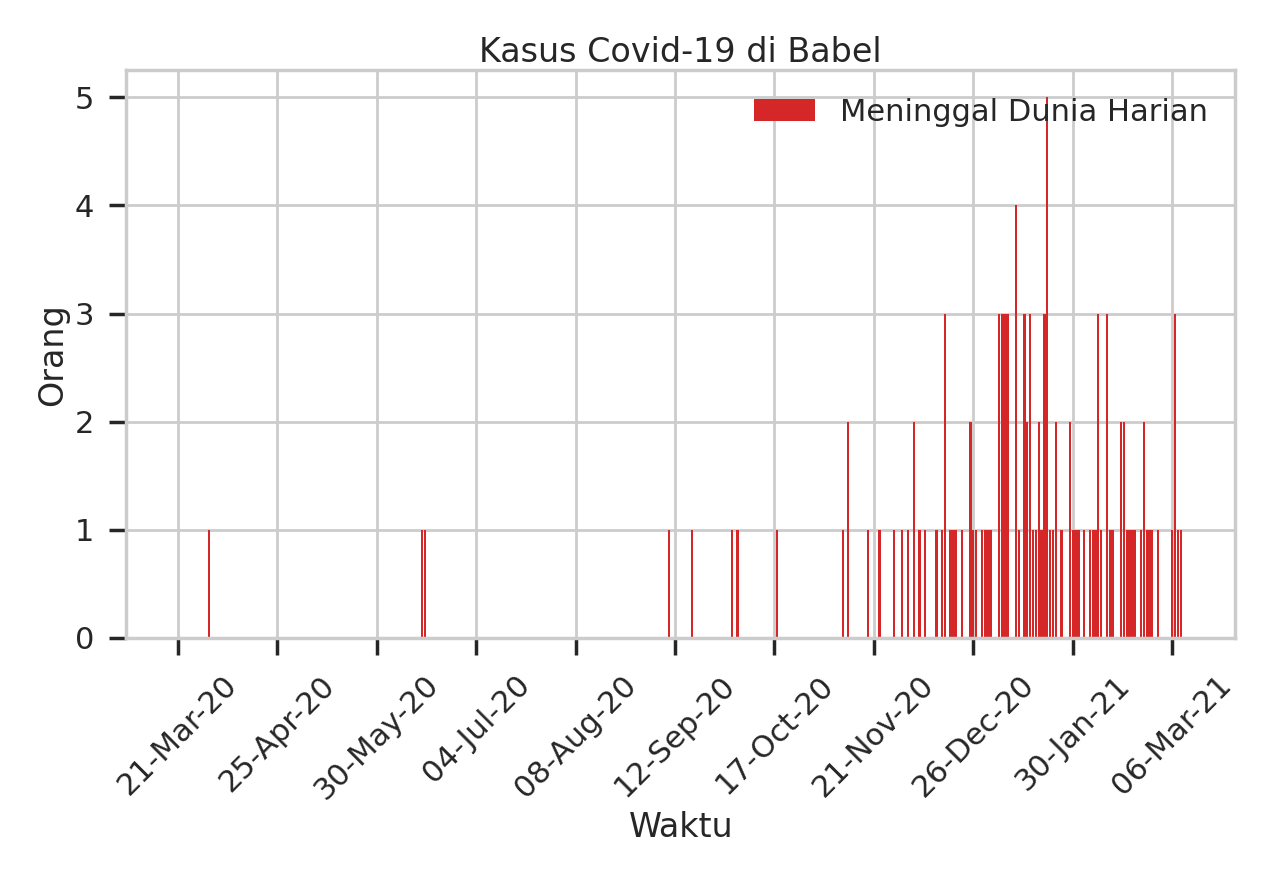 Kasus Covid-19 di Babel
Meninggal Dunia Harian
Orang
5
4
3
2
1
0
21-Mar-20
25-Apr-20
30-May-20
04-Jul-20
08-Aug-20
12-Sep-20
17-Oct-20
21-Nov-20
26-Dec-20
30-Jan-21
06-Mar-21
Waktu